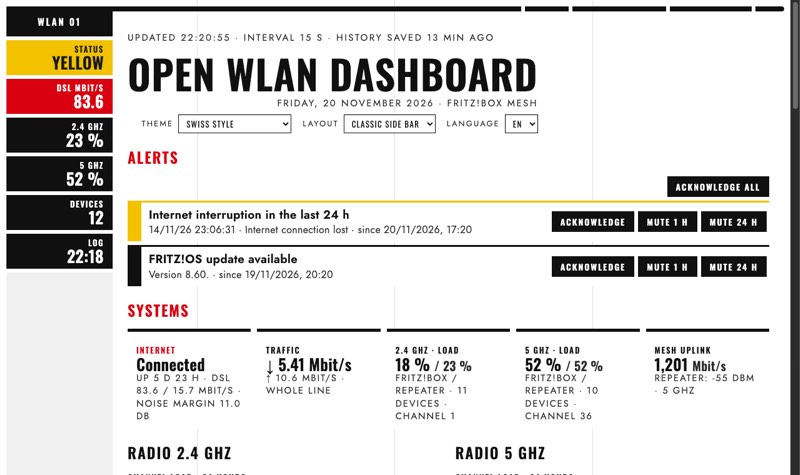 WLAN 01
STATUS
YELLOW
DSL MBIT/S
83.6
2.4 GHZ
23 %
5 GHZ
52 %
DEVICES
12
LOG
22:18
UPDATED 22:20:55 · INTERVAL 15 S · HISTORY SAVED 13 MIN AGO
OPEN WLAN DASHBOARD
FRIDAY, 20 NOVEMBER 2026 · FRITZ!BOX MESH
THEME SWISS STYLE LAYOUT CLASSIC SIDE BAR LANGUAGE EN
ALERTS
ACKNOWLEDGE ALL
Internet interruption in the last 24 h
14/11/26 23:06:31 · Internet connection lost · since 20/11/2026, 17:20
ACKNOWLEDGE MUTE 1 H MUTE 24 H
FRITZ!OS update available
Version 8.60. · since 19/11/2026, 20:20
ACKNOWLEDGE MUTE 1 H MUTE 24 H
SYSTEMS
INTERNET
Connected
UP 5 D 23 H · DSL
83.6 / 15.7 MBIT/S ·
NOISE MARGIN 11.0
DB
TRAFFIC
↓ 5.41 Mbit/s
↑ 10.6 MBIT/S ·
WHOLE LINE
2.4 GHZ · LOAD
18 % / 23 %
FRITZ!BOX /
REPEATER · 11
DEVICES ·
CHANNEL 1
5 GHZ · LOAD
52 % / 52 %
FRITZ!BOX /
REPEATER · 10
DEVICES ·
CHANNEL 36
MESH UPLINK
1,201 Mbit/s
REPEATER: -55 DBM
· 5 GHZ
RADIO 2.4 GHZ
RADIO 5 GHZ